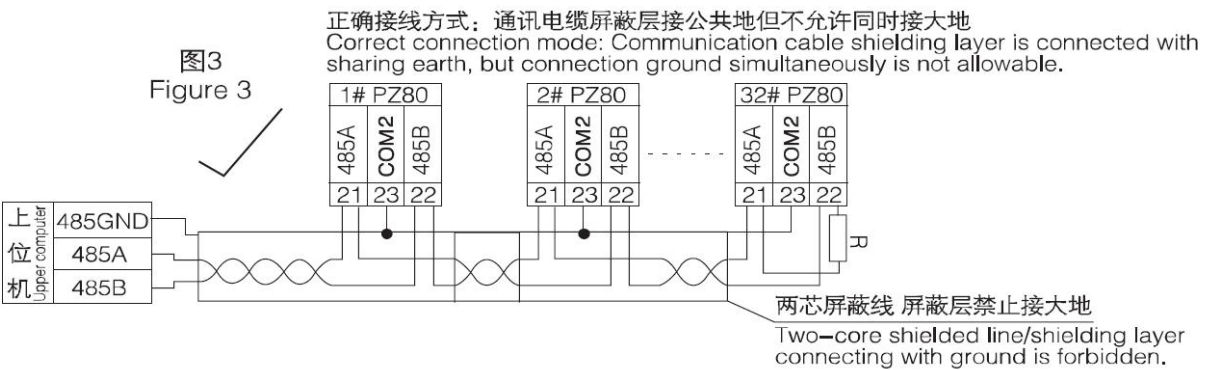 正确接线方式：通讯电缆屏蔽层接公共地但不允许同时接大地
Correct connection mode: Communication cable shielding layer is connected with
sharing earth, but connection ground simultaneously is not allowable.
图3
Figure 3
1# PZ80
485A
COM2
485B
21 23 22
2# PZ80
485A
COM2
485B
21 23 22
32# PZ80
485A
COM2
485B
21 23 22
上位机
Upper computer
485GND
485A
485B
R
两芯屏蔽线 屏蔽层禁止接大地
Two-core shielded line/shielding layer
connecting with ground is forbidden.